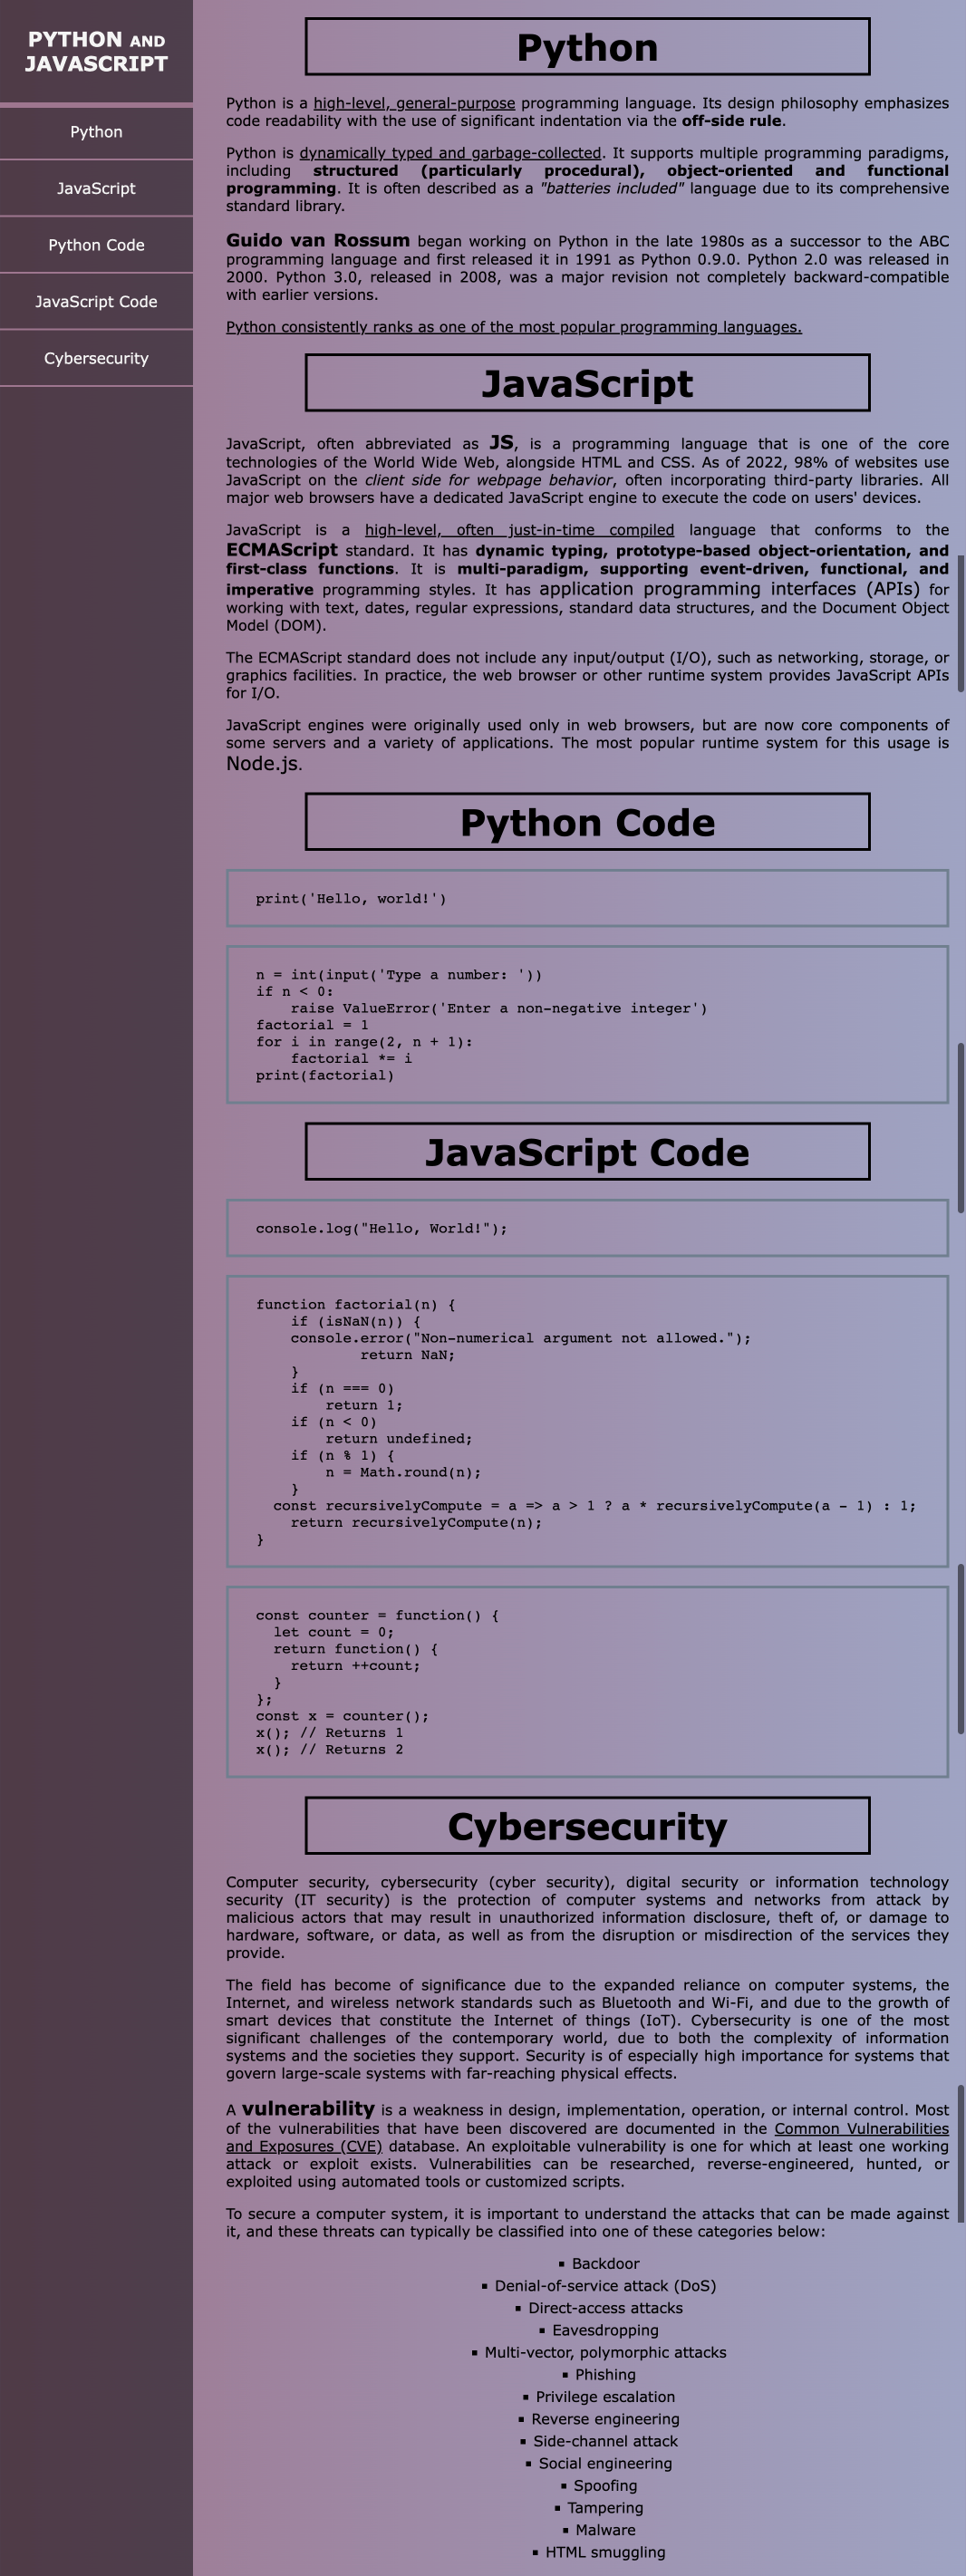 PYTHON AND
JAVASCRIPT
Python
JavaScript
Python Code
JavaScript Code
Cybersecurity
Python
Python is a high-level, general-purpose programming language. Its design philosophy emphasizes
code readability with the use of significant indentation via the off-side rule.
Python is dynamically typed and garbage-collected. It supports multiple programming paradigms,
including structured (particularly procedural), object-oriented and functional
programming. It is often described as a "batteries included" language due to its comprehensive
standard library.
Guido van Rossum began working on Python in the late 1980s as a successor to the ABC
programming language and first released it in 1991 as Python 0.9.0. Python 2.0 was released in
2000. Python 3.0, released in 2008, was a major revision not completely backward-compatible
with earlier versions.
Python consistently ranks as one of the most popular programming languages.
JavaScript
JavaScript, often abbreviated as JS, is a programming language that is one of the core
technologies of the World Wide Web, alongside HTML and CSS. As of 2022, 98% of websites use
JavaScript on the client side for webpage behavior, often incorporating third-party libraries. All
major web browsers have a dedicated JavaScript engine to execute the code on users' devices.
JavaScript is a high-level, often just-in-time compiled language that conforms to the
ECMAScript standard. It has dynamic typing, prototype-based object-orientation, and
first-class functions. It is multi-paradigm, supporting event-driven, functional, and
imperative programming styles. It has application programming interfaces (APIs) for
working with text, dates, regular expressions, standard data structures, and the Document Object
Model (DOM).
The ECMAScript standard does not include any input/output (I/O), such as networking, storage, or
graphics facilities. In practice, the web browser or other runtime system provides JavaScript APIs
for I/O.
JavaScript engines were originally used only in web browsers, but are now core components of
some servers and a variety of applications. The most popular runtime system for this usage is
Node.js.
Python Code
print('Hello, world!')
n = int(input('Type a number: '))
if n < 0:
    raise ValueError('Enter a non-negative integer')
factorial = 1
for i in range(2, n + 1):
    factorial *= i
print(factorial)
JavaScript Code
console.log("Hello, World!");
function factorial(n) {
    if (isNaN(n)) {
    console.error("Non-numerical argument not allowed.");
            return NaN;
    }
    if (n === 0)
        return 1;
    if (n < 0)
        return undefined;
    if (n % 1) {
        n = Math.round(n);
    }
  const recursivelyCompute = a => a > 1 ? a * recursivelyCompute(a - 1) : 1;
    return recursivelyCompute(n);
}
const counter = function() {
  let count = 0;
  return function() {
    return ++count;
  }
};
const x = counter();
x(); // Returns 1
x(); // Returns 2
Cybersecurity
Computer security, cybersecurity (cyber security), digital security or information technology
security (IT security) is the protection of computer systems and networks from attack by
malicious actors that may result in unauthorized information disclosure, theft of, or damage to
hardware, software, or data, as well as from the disruption or misdirection of the services they
provide.
The field has become of significance due to the expanded reliance on computer systems, the
Internet, and wireless network standards such as Bluetooth and Wi-Fi, and due to the growth of
smart devices that constitute the Internet of things (IoT). Cybersecurity is one of the most
significant challenges of the contemporary world, due to both the complexity of information
systems and the societies they support. Security is of especially high importance for systems that
govern large-scale systems with far-reaching physical effects.
A vulnerability is a weakness in design, implementation, operation, or internal control. Most
of the vulnerabilities that have been discovered are documented in the Common Vulnerabilities
and Exposures (CVE) database. An exploitable vulnerability is one for which at least one working
attack or exploit exists. Vulnerabilities can be researched, reverse-engineered, hunted, or
exploited using automated tools or customized scripts.
To secure a computer system, it is important to understand the attacks that can be made against
it, and these threats can typically be classified into one of these categories below:
▪ Backdoor
▪ Denial-of-service attack (DoS)
▪ Direct-access attacks
▪ Eavesdropping
▪ Multi-vector, polymorphic attacks
▪ Phishing
▪ Privilege escalation
▪ Reverse engineering
▪ Side-channel attack
▪ Social engineering
▪ Spoofing
▪ Tampering
▪ Malware
▪ HTML smuggling